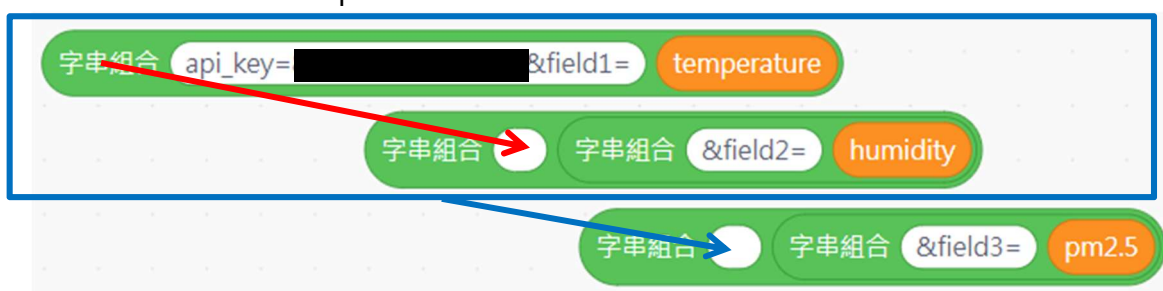 字串組合 api_key= &field1= temperature
字串組合 字串組合 &field2= humidity
字串組合 字串組合 &field3= pm2.5